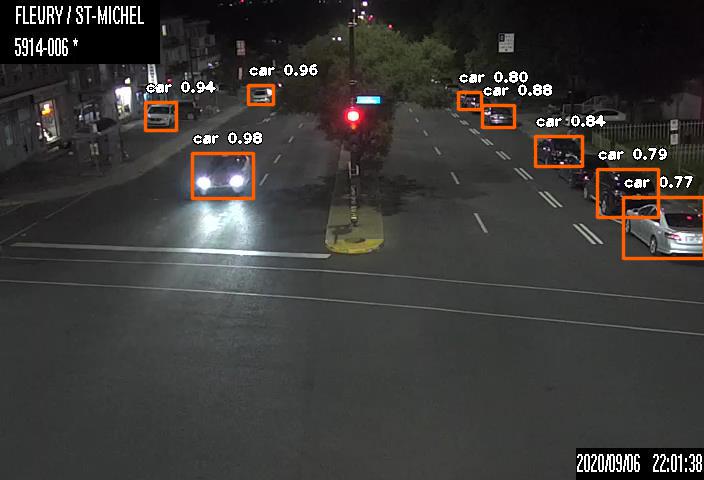 FLEURY / ST-MICHEL
5914-006 *
car 0.96
car 0.94
car 0.80
car 0.88
car 0.84
car 0.98
car 0.79
car 0.77
2020/09/06 22:01:38